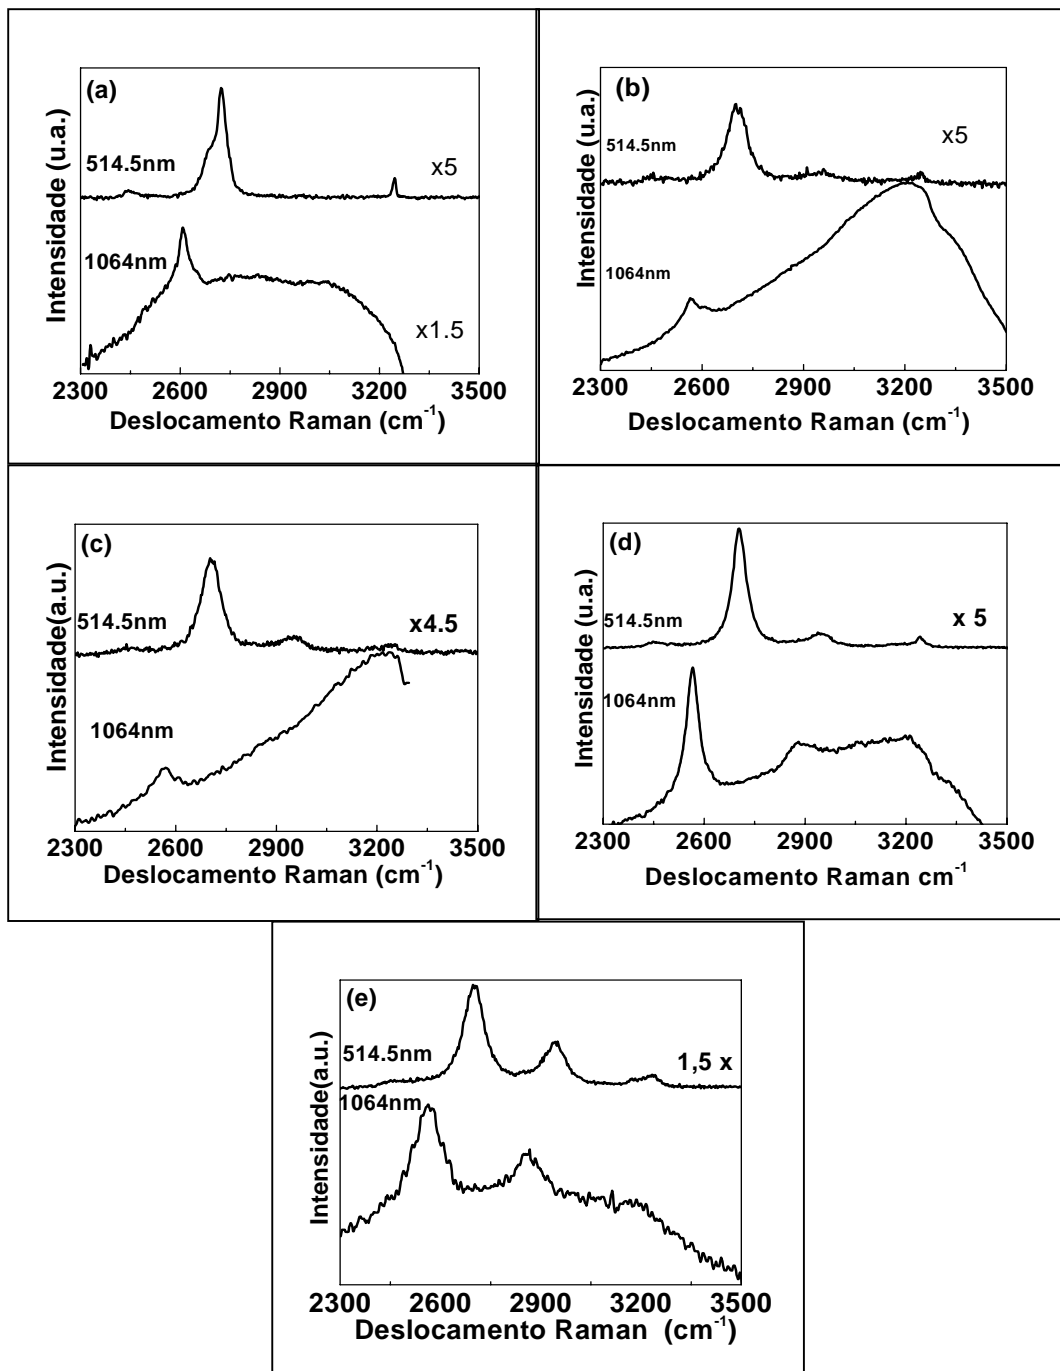 (a)
514.5nm
x5
1064nm
x1.5
Intensidade (u.a.)
2300 2600 2900 3200 3500
Deslocamento Raman (cm-1)
(b)
514.5nm
x5
1064nm
Intensidade (u.a.)
2300 2600 2900 3200 3500
Deslocamento Raman (cm-1)
(c)
514.5nm
x4.5
1064nm
Intensidade(a.u.)
2300 2600 2900 3200 3500
Deslocamento Raman (cm-1)
(d)
514.5nm
x 5
1064nm
Intensidade (u.a.)
2300 2600 2900 3200 3500
Deslocamento Raman cm-1
(e)
514.5nm
1,5 x
1064nm
Intensidade(a.u.)
2300 2600 2900 3200 3500
Deslocamento Raman (cm-1)